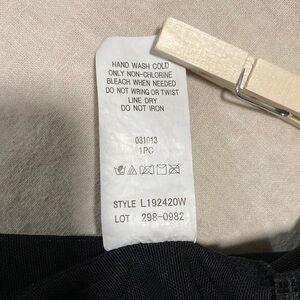 HAND WASH COLD
ONLY NON-CHLORINE
BLEACH WHEN NEEDED
DO NOT WRING OR TWIST
LINE DRY
DO NOT IRON
031013
1PC
STYLE L192420W
LOT 298-0982